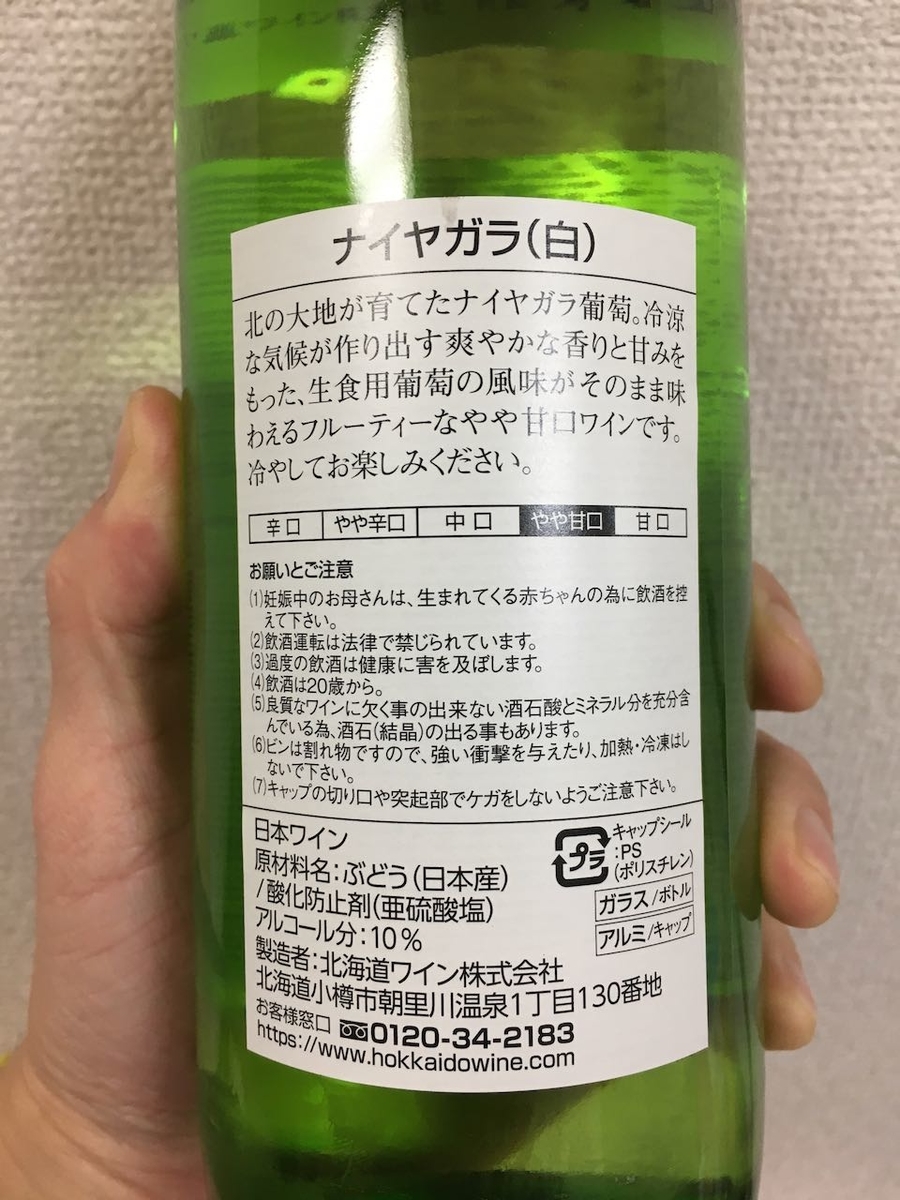 ナイヤガラ(白)
北の大地が育てたナイヤガラ葡萄。冷涼
な気候が作り出す爽やかな香りと甘みを
もった、生食用葡萄の風味がそのまま味
わえるフルーティーなやや甘口ワインです。
冷やしてお楽しみください。
辛口 やや辛口 中口 やや甘口 甘口
お願いとご注意
(1)妊娠中のお母さんは、生まれてくる赤ちゃんの為に飲酒を控
えて下さい。
(2)飲酒運転は法律で禁じられています。
(3)過度の飲酒は健康に害を及ぼします。
(4)飲酒は20歳から。
(5)良質なワインに欠く事の出来ない酒石酸とミネラル分を充分含
んでいる為、酒石(結晶)の出る事もあります。
(6)ビンは割れ物ですので、強い衝撃を与えたり、加熱・冷凍はし
ないで下さい。
(7)キャップの切り口や突起部でケガをしないようご注意下さい。
日本ワイン
原材料名:ぶどう(日本産)
/酸化防止剤(亜硫酸塩)
アルコール分:10%
製造者:北海道ワイン株式会社
北海道小樽市朝里川温泉1丁目130番地
お客様窓口 0120-34-2183
https://www.hokkaidowine.com
プラ
キャップシール
:PS
(ポリスチレン)
ガラス/ボトル
アルミ/キャップ